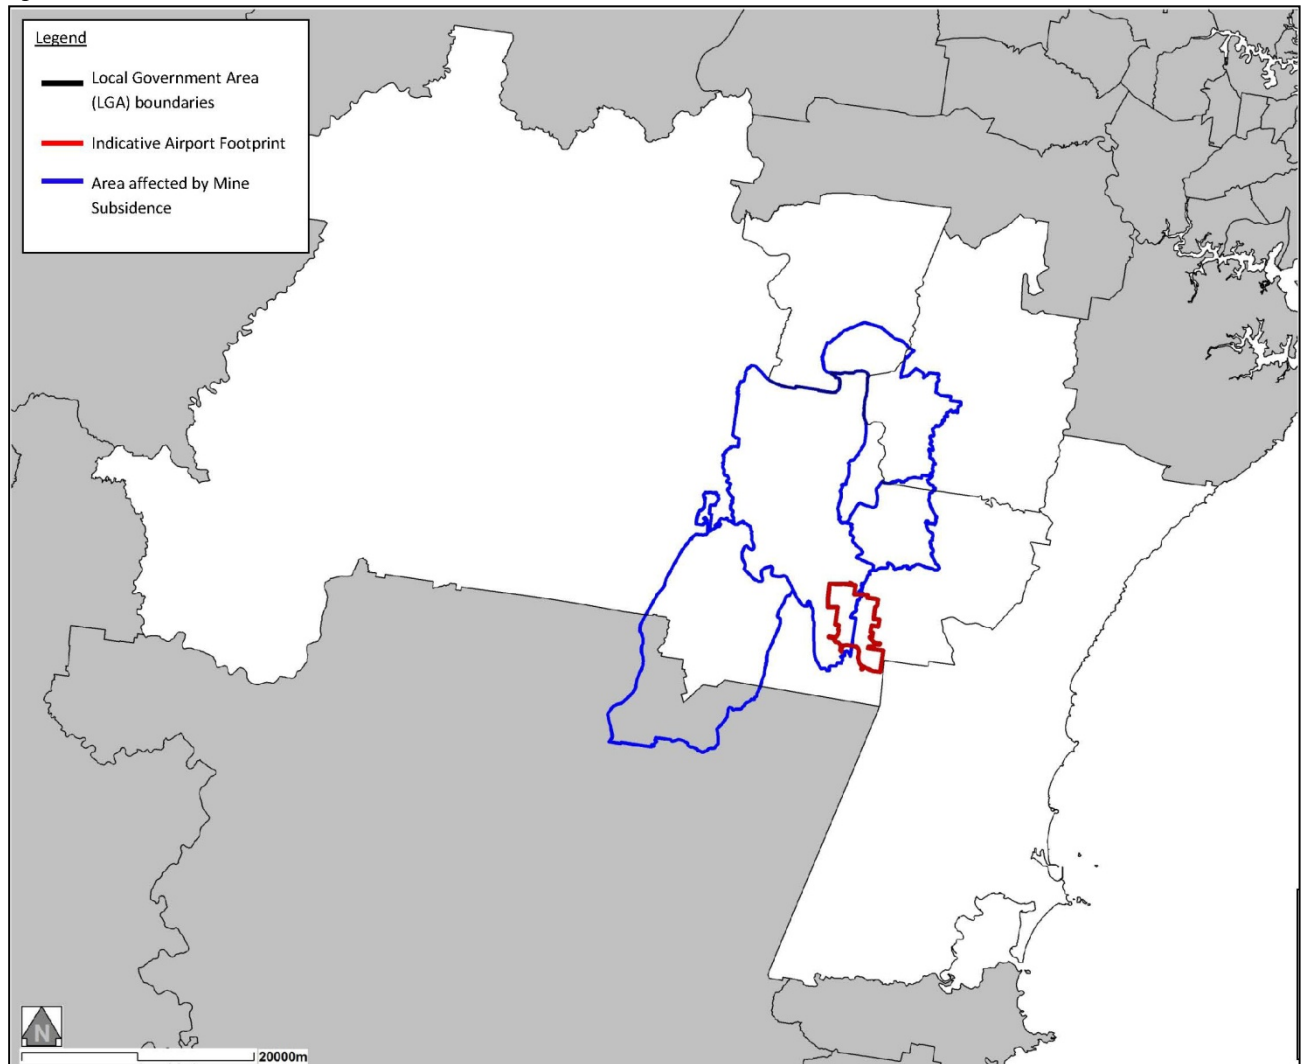 Legend
Local Government Area
(LGA) boundaries
Indicative Airport Footprint
Area affected by Mine
Subsidence
N
20000m